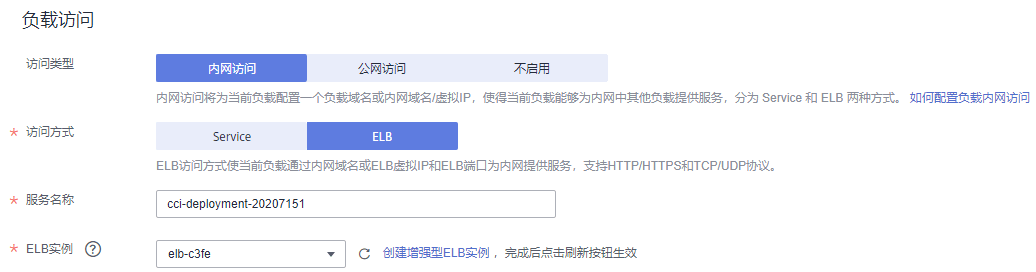 负载访问
访问类型 内网访问 公网访问 不启用
内网访问将为当前负载配置一个负载域名或内网域名/虚拟IP，使得当前负载能够为内网中其他负载提供服务，分为 Service 和 ELB 两种方式。 如何配置负载内网访问
* 访问方式 Service ELB
ELB访问方式使当前负载通过内网域名或ELB虚拟IP和ELB端口为内网提供服务，支持HTTP/HTTPS和TCP/UDP协议。
* 服务名称 cci-deployment-20207151
* ELB实例 ? elb-c3fe 创建增强型ELB实例 ，完成后点击刷新按钮生效